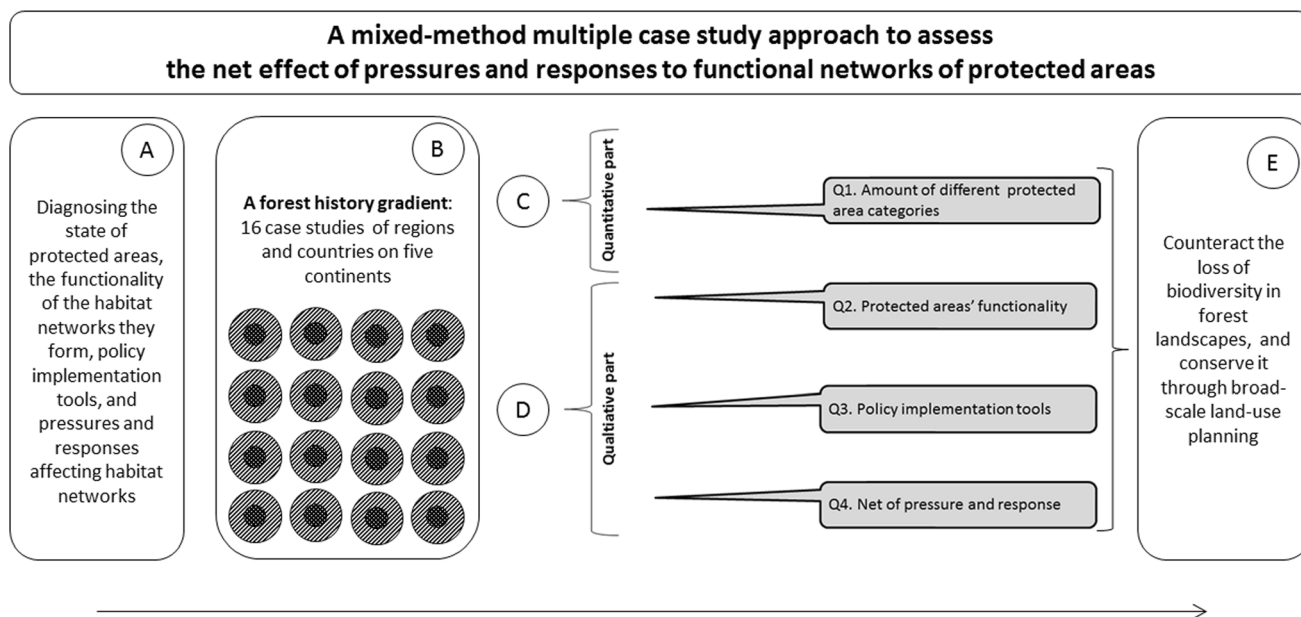 A mixed-method multiple case study approach to assess
the net effect of pressures and responses to functional networks of protected areas
A
Diagnosing the
state of
protected areas,
the functionality
of the habitat
networks they
form, policy
implementation
tools, and
pressures and
responses
affecting habitat
networks
B
A forest history gradient:
16 case studies of regions
and countries on five
continents
C
Quantitative part
D
Qualtiative part
Q1. Amount of different protected
area categories
Q2. Protected areas’ functionality
Q3. Policy implementation tools
Q4. Net of pressure and response
E
Counteract the
loss of
biodiversity in
forest
landscapes, and
conserve it
through broad-
scale land-use
planning